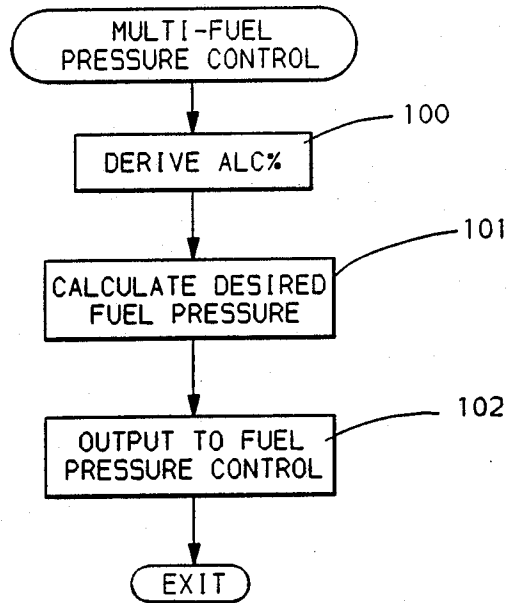 MULTI-FUEL
PRESSURE CONTROL
100
DERIVE ALC%
101
CALCULATE DESIRED
FUEL PRESSURE
102
OUTPUT TO FUEL
PRESSURE CONTROL
EXIT